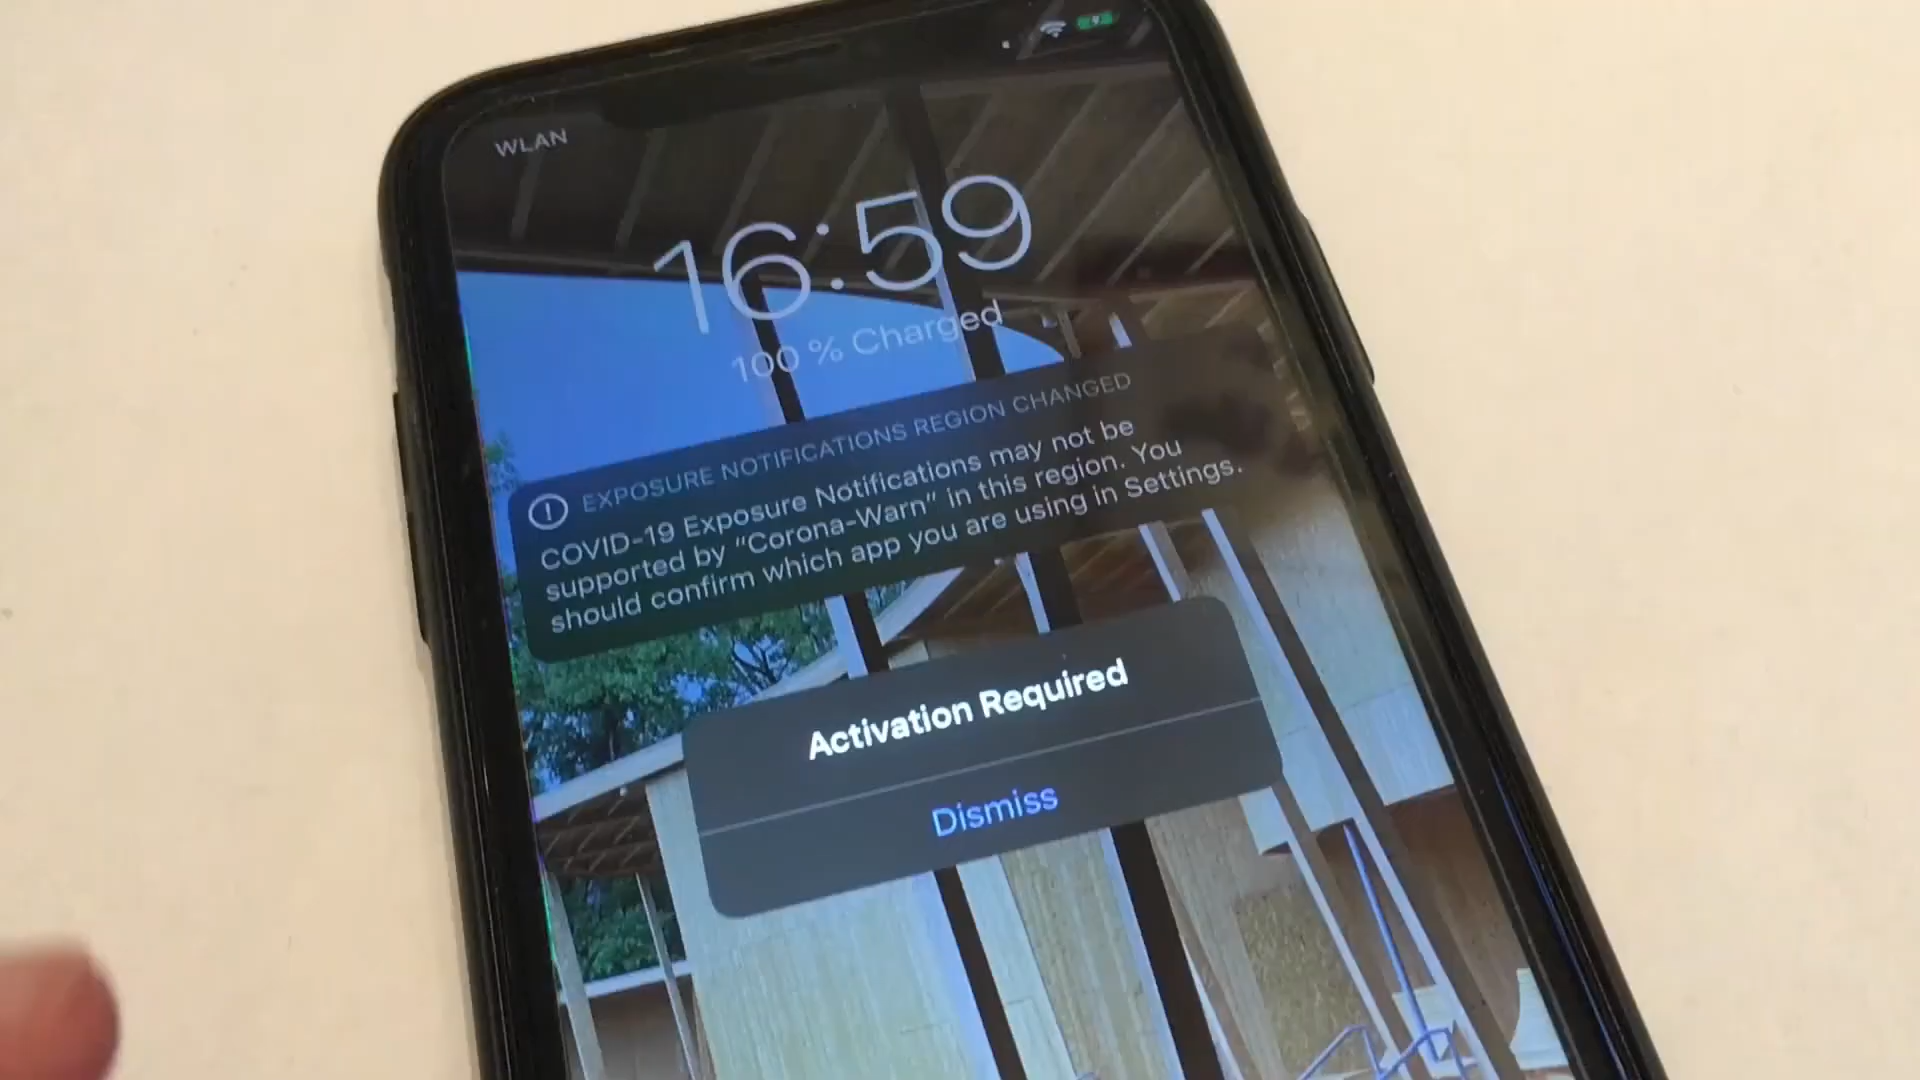 WLAN
16:59
100 % Charged
EXPOSURE NOTIFICATIONS REGION CHANGED
COVID-19 Exposure Notifications may not be
supported by "Corona-Warn" in this region. You
should confirm which app you are using in Settings.
Activation Required
Dismiss